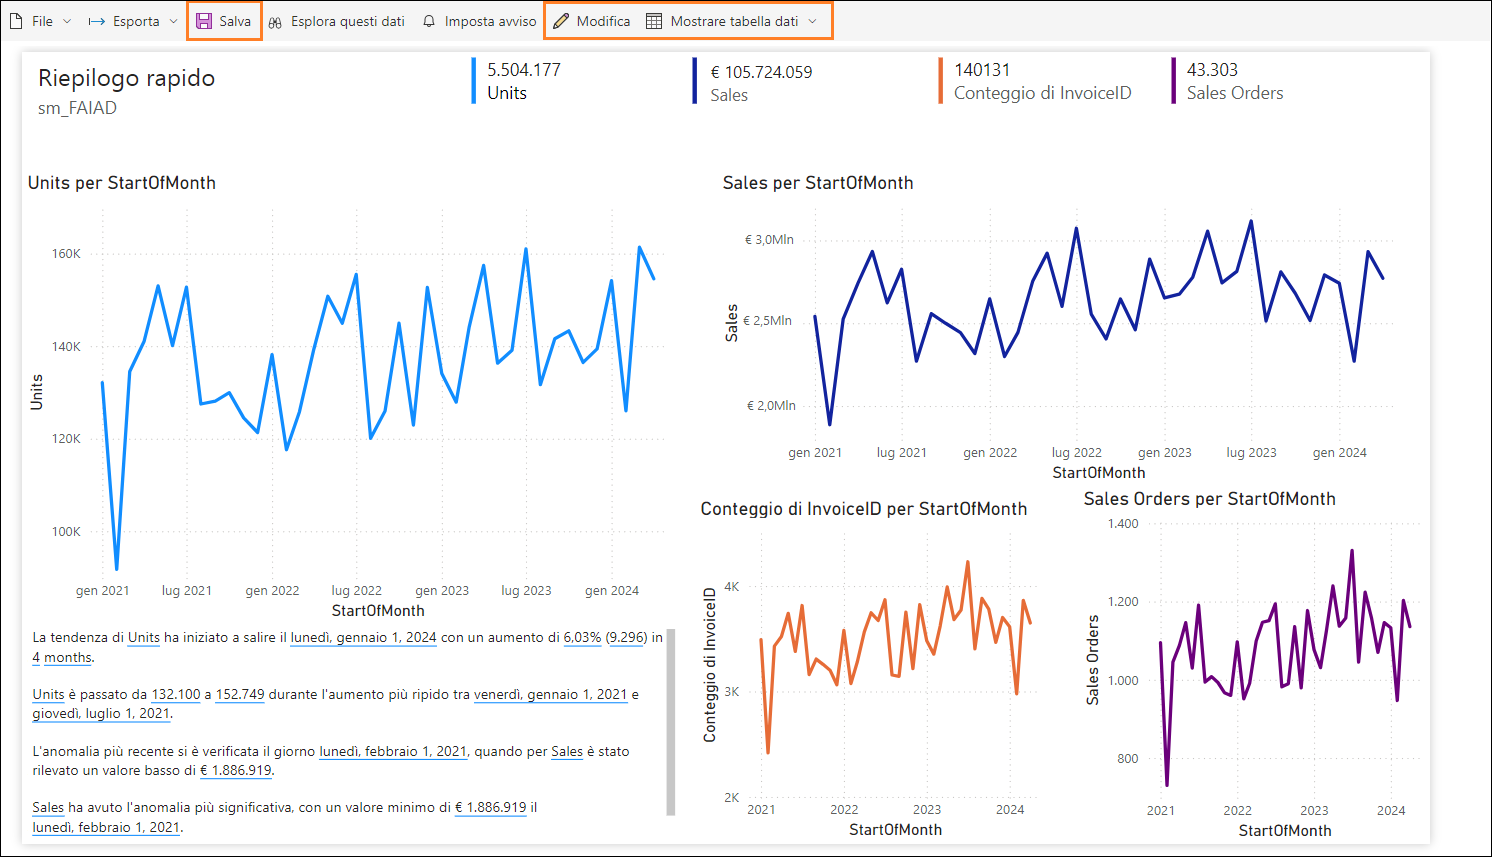 File Esporta Salva Esplora questi dati Imposta avviso Modifica Mostrare tabella dati
Riepilogo rapido
sm_FAIAD
5.504.177
Units
€ 105.724.059
Sales
140131
Conteggio di InvoiceID
43.303
Sales Orders
Units per StartOfMonth
160K
140K
120K
100K
Units
gen 2021 lug 2021 gen 2022 lug 2022 gen 2023 lug 2023 gen 2024
StartOfMonth
Sales per StartOfMonth
€ 3,0Mln
€ 2,5Mln
€ 2,0Mln
Sales
gen 2021 lug 2021 gen 2022 lug 2022 gen 2023 lug 2023 gen 2024
StartOfMonth
La tendenza di Units ha iniziato a salire il lunedì, gennaio 1, 2024 con un aumento di 6,03% (9.296) in
4 months.
Units è passato da 132.100 a 152.749 durante l'aumento più ripido tra venerdì, gennaio 1, 2021 e
giovedì, luglio 1, 2021.
L'anomalia più recente si è verificata il giorno lunedì, febbraio 1, 2021, quando per Sales è stato
rilevato un valore basso di € 1.886.919.
Sales ha avuto l'anomalia più significativa, con un valore minimo di € 1.886.919 il
lunedì, febbraio 1, 2021.
Conteggio di InvoiceID per StartOfMonth
4K
3K
2K
Conteggio di InvoiceID
2021 2022 2023 2024
StartOfMonth
Sales Orders per StartOfMonth
1.400
1.200
1.000
800
Sales Orders
2021 2022 2023 2024
StartOfMonth